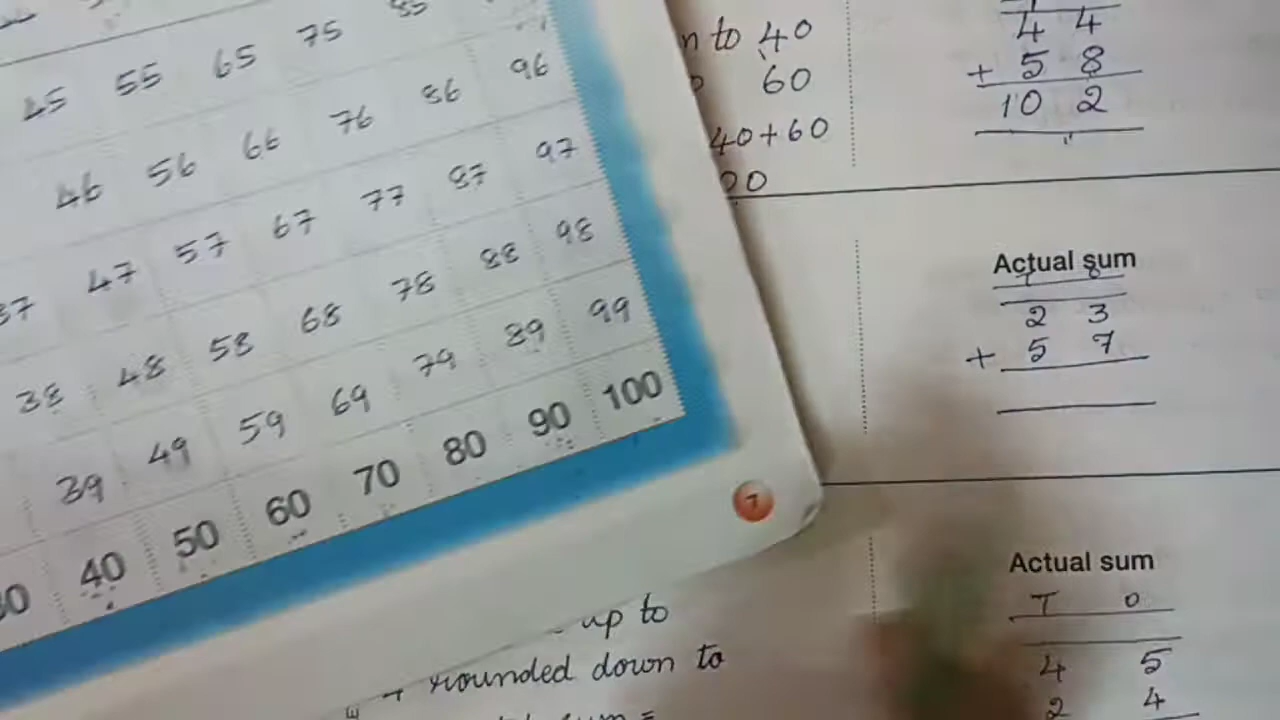 45 55 65 75
46 56 66 76 86 96
37 47 57 67 77 87 97
38 48 58 68 78 88 98
39 49 59 69 79 89 99
40 50 60 70 80 90 100
7
to 40
60
40+60
44
+ 58
102
Actual sum
23
+ 57
up to
rounded down to
Actual sum
T O
45
24